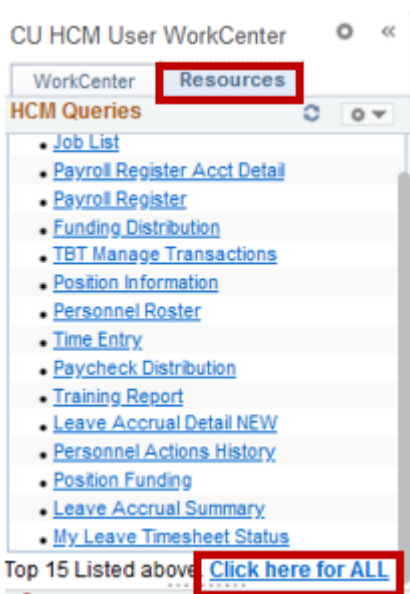 CU HCM User WorkCenter
WorkCenter Resources
HCM Queries
Job List
Payroll Register Acct Detail
Payroll Register
Funding Distribution
TBT Manage Transactions
Position Information
Personnel Roster
Time Entry
Paycheck Distribution
Training Report
Leave Accrual Detail NEW
Personnel Actions History
Position Funding
Leave Accrual Summary
My Leave Timesheet Status
Top 15 Listed above. Click here for ALL